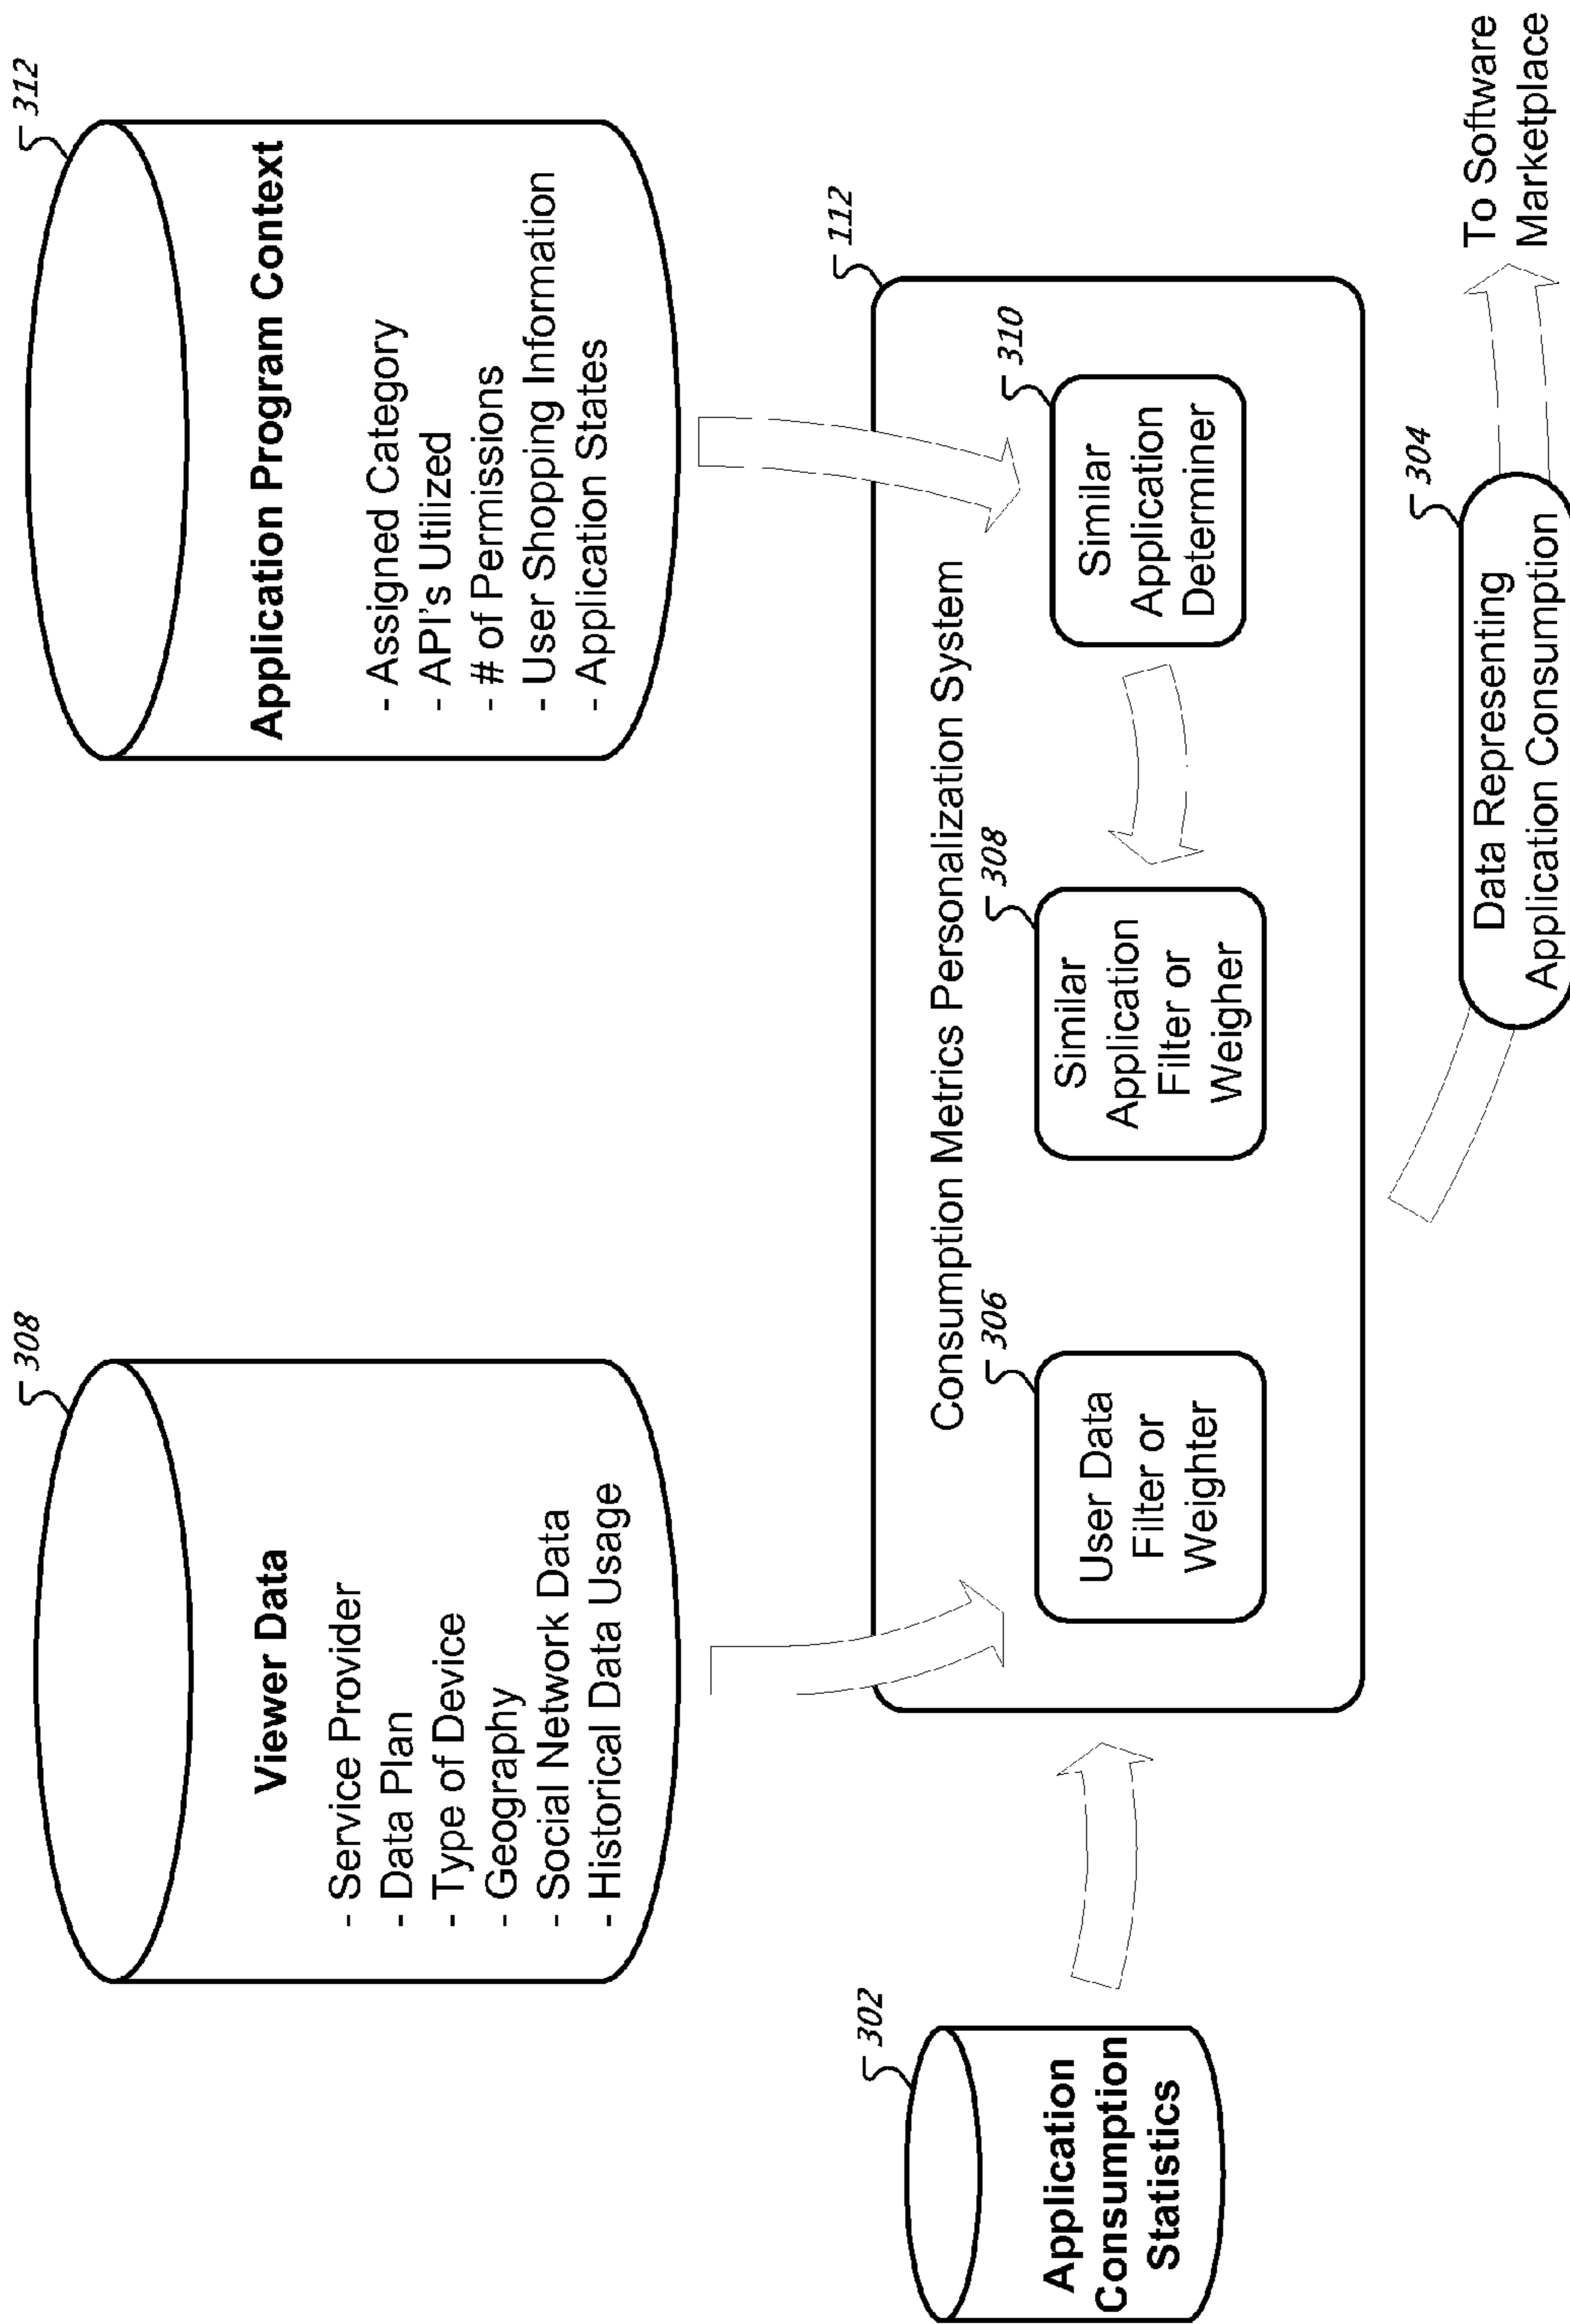 308
Viewer Data
- Service Provider
- Data Plan
- Type of Device
- Geography
- Social Network Data
- Historical Data Usage
312
Application Program Context
- Assigned Category
- API's Utilized
- # of Permissions
- User Shopping Information
- Application States
302
Application
Consumption
Statistics
112
Consumption Metrics Personalization System
306
User Data
Filter or
Weighter
308
Similar
Application
Filter or
Weigher
310
Similar
Application
Determiner
304
Data Representing
Application Consumption
To Software
Marketplace